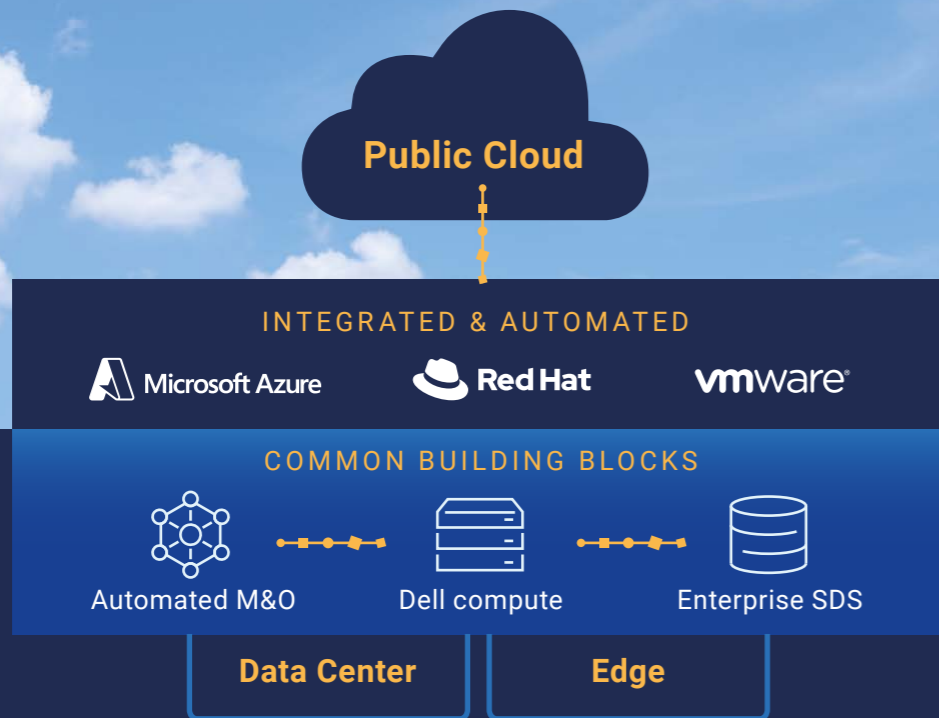 Public Cloud
INTEGRATED & AUTOMATED
Microsoft Azure Red Hat vmware®
COMMON BUILDING BLOCKS
Automated M&O Dell compute Enterprise SDS
Data Center Edge